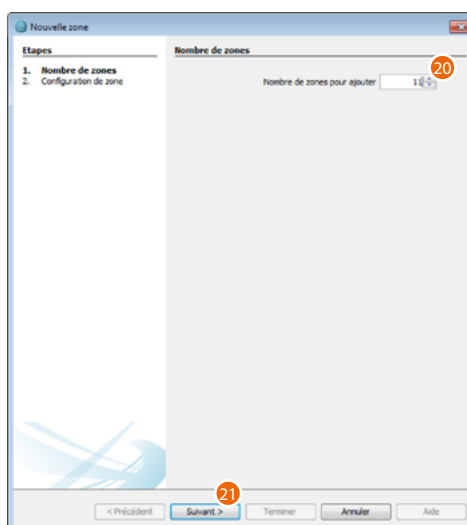 Nouvelle zone
Etapes
1. Nombre de zones
2. Configuration de zone
Nombre de zones
20
Nombre de zones pour ajouter 11
21
< Précédent Suivant > Terminer Annuler Aide